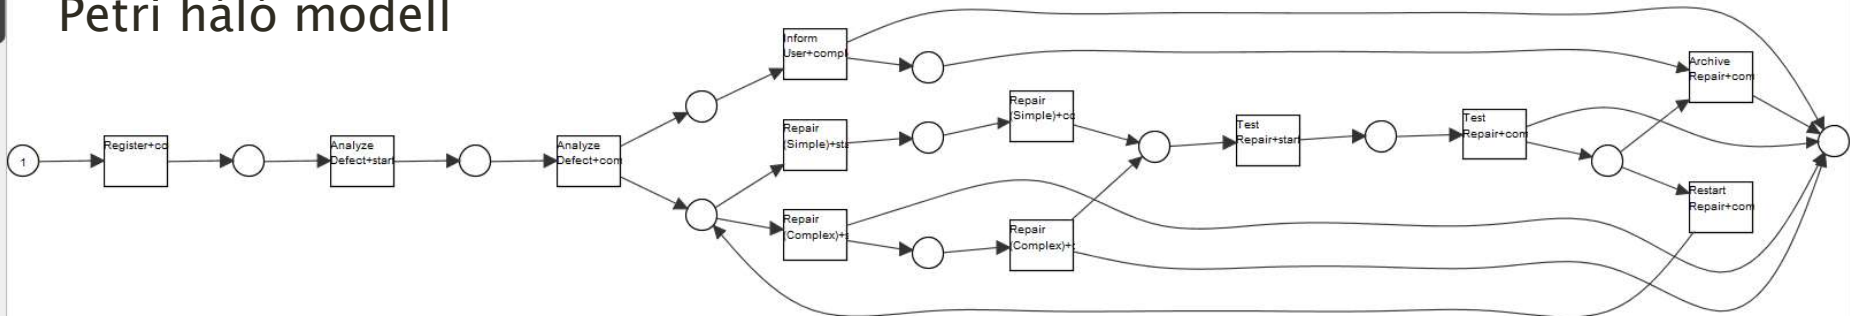 Petri háló modell
1
Register+co
Analyze
Defect+start
Analyze
Defect+com
Inform
User+compl
Repair
(Simple)+sta
Repair
(Complex)+s
Repair
(Simple)+co
Repair
(Complex)+c
Test
Repair+start
Test
Repair+com
Archive
Repair+com
Restart
Repair+com